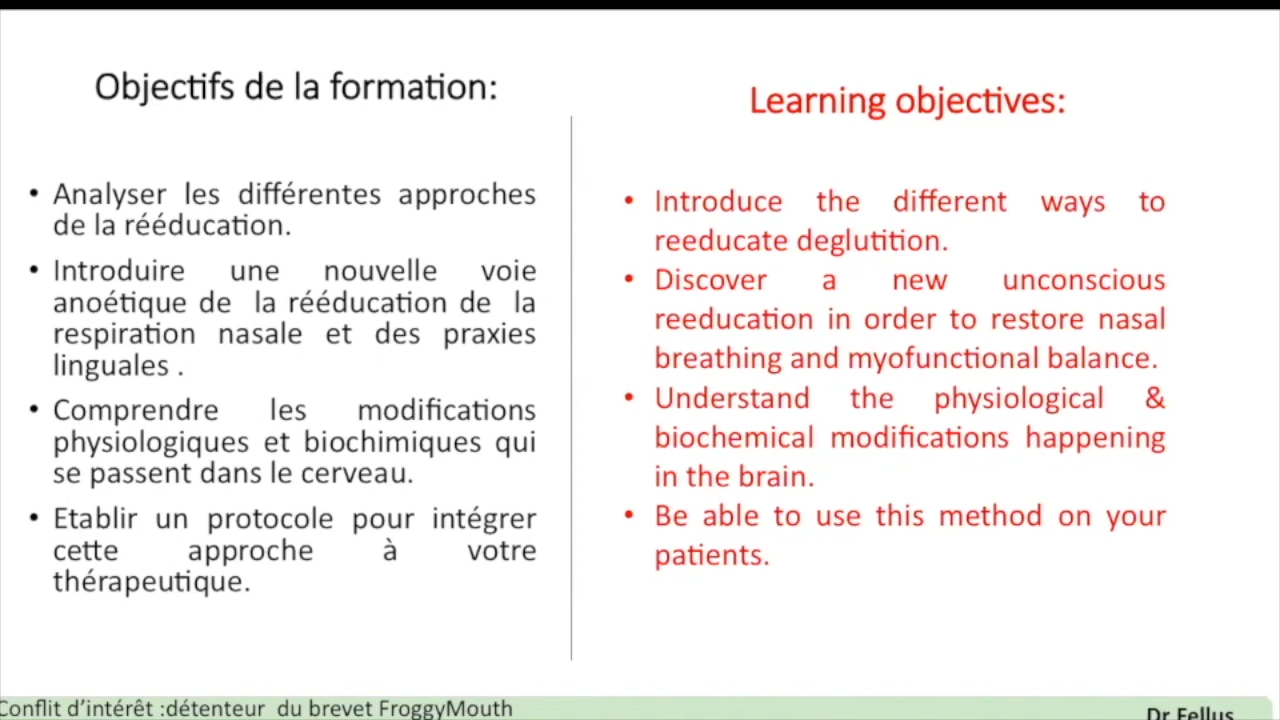 Objectifs de la formation:
• Analyser les différentes approches
de la rééducation.
• Introduire une nouvelle voie
anoétique de la rééducation de la
respiration nasale et des praxies
linguales .
• Comprendre les modifications
physiologiques et biochimiques qui
se passent dans le cerveau.
• Etablir un protocole pour intégrer
cette approche à votre
thérapeutique.
Learning objectives:
• Introduce the different ways to
reeducate deglutition.
• Discover a new unconscious
reeducation in order to restore nasal
breathing and myofunctional balance.
• Understand the physiological &
biochemical modifications happening
in the brain.
• Be able to use this method on your
patients.
Conflit d’intérêt :détenteur du brevet FroggyMouth
Dr Fellus